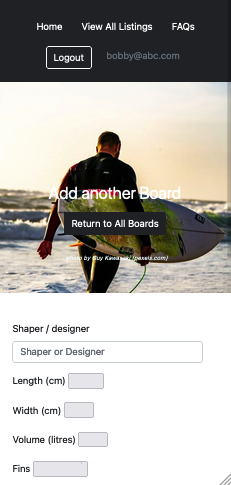 Home View All Listings FAQs
Logout bobby@abc.com
Add another Board
Return to All Boards
photo by Guy Kawasaki (pexels.com)
Shaper / designer
Shaper or Designer
Length (cm)
Width (cm)
Volume (litres)
Fins